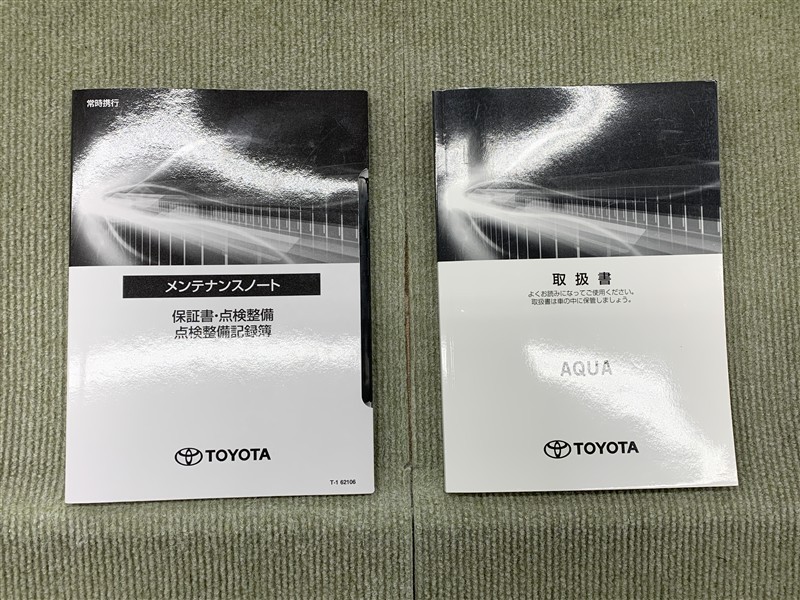 常時携行
メンテナンスノート
保証書・点検整備
点検整備記録簿
TOYOTA
T-1 62106
取扱書
よくお読みになってご使用ください。
取扱書は車の中に保管しましょう。
AQUA
TOYOTA